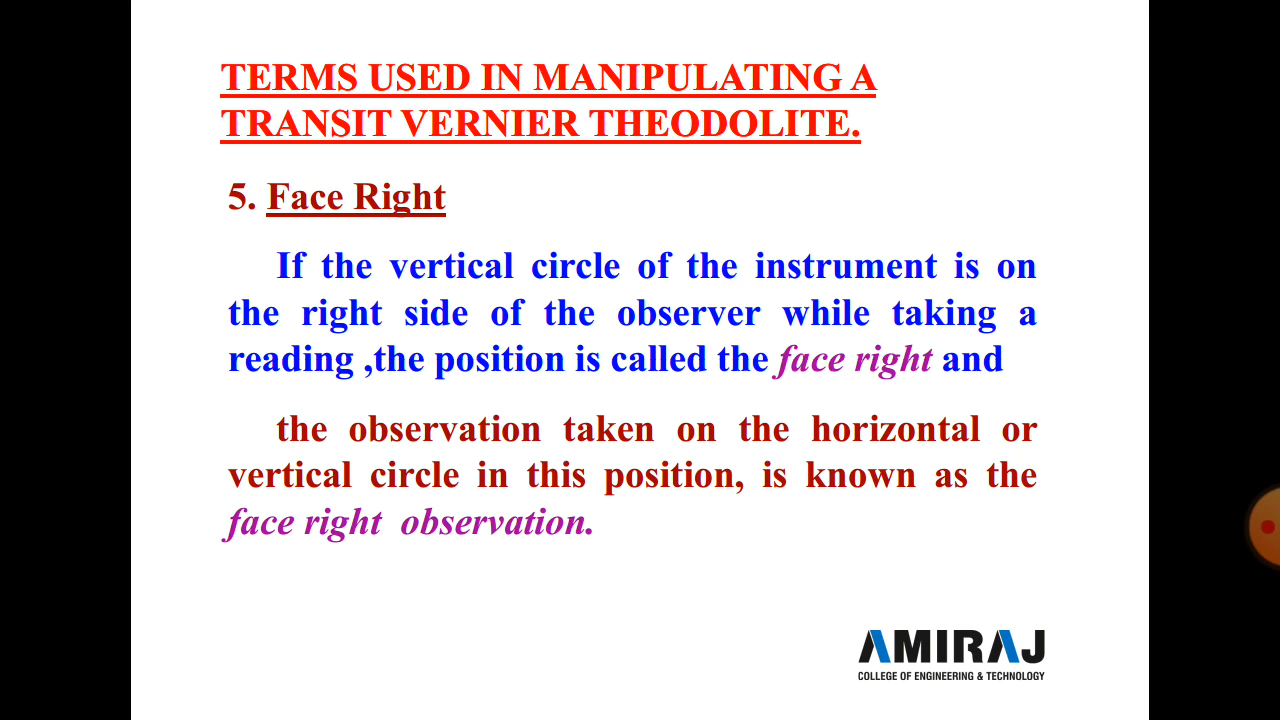 TERMS USED IN MANIPULATING A
TRANSIT VERNIER THEODOLITE.
5. Face Right
If the vertical circle of the instrument is on
the right side of the observer while taking a
reading ,the position is called the face right and
the observation taken on the horizontal or
vertical circle in this position, is known as the
face right observation.
AMIRAJ
COLLEGE OF ENGINEERING & TECHNOLOGY